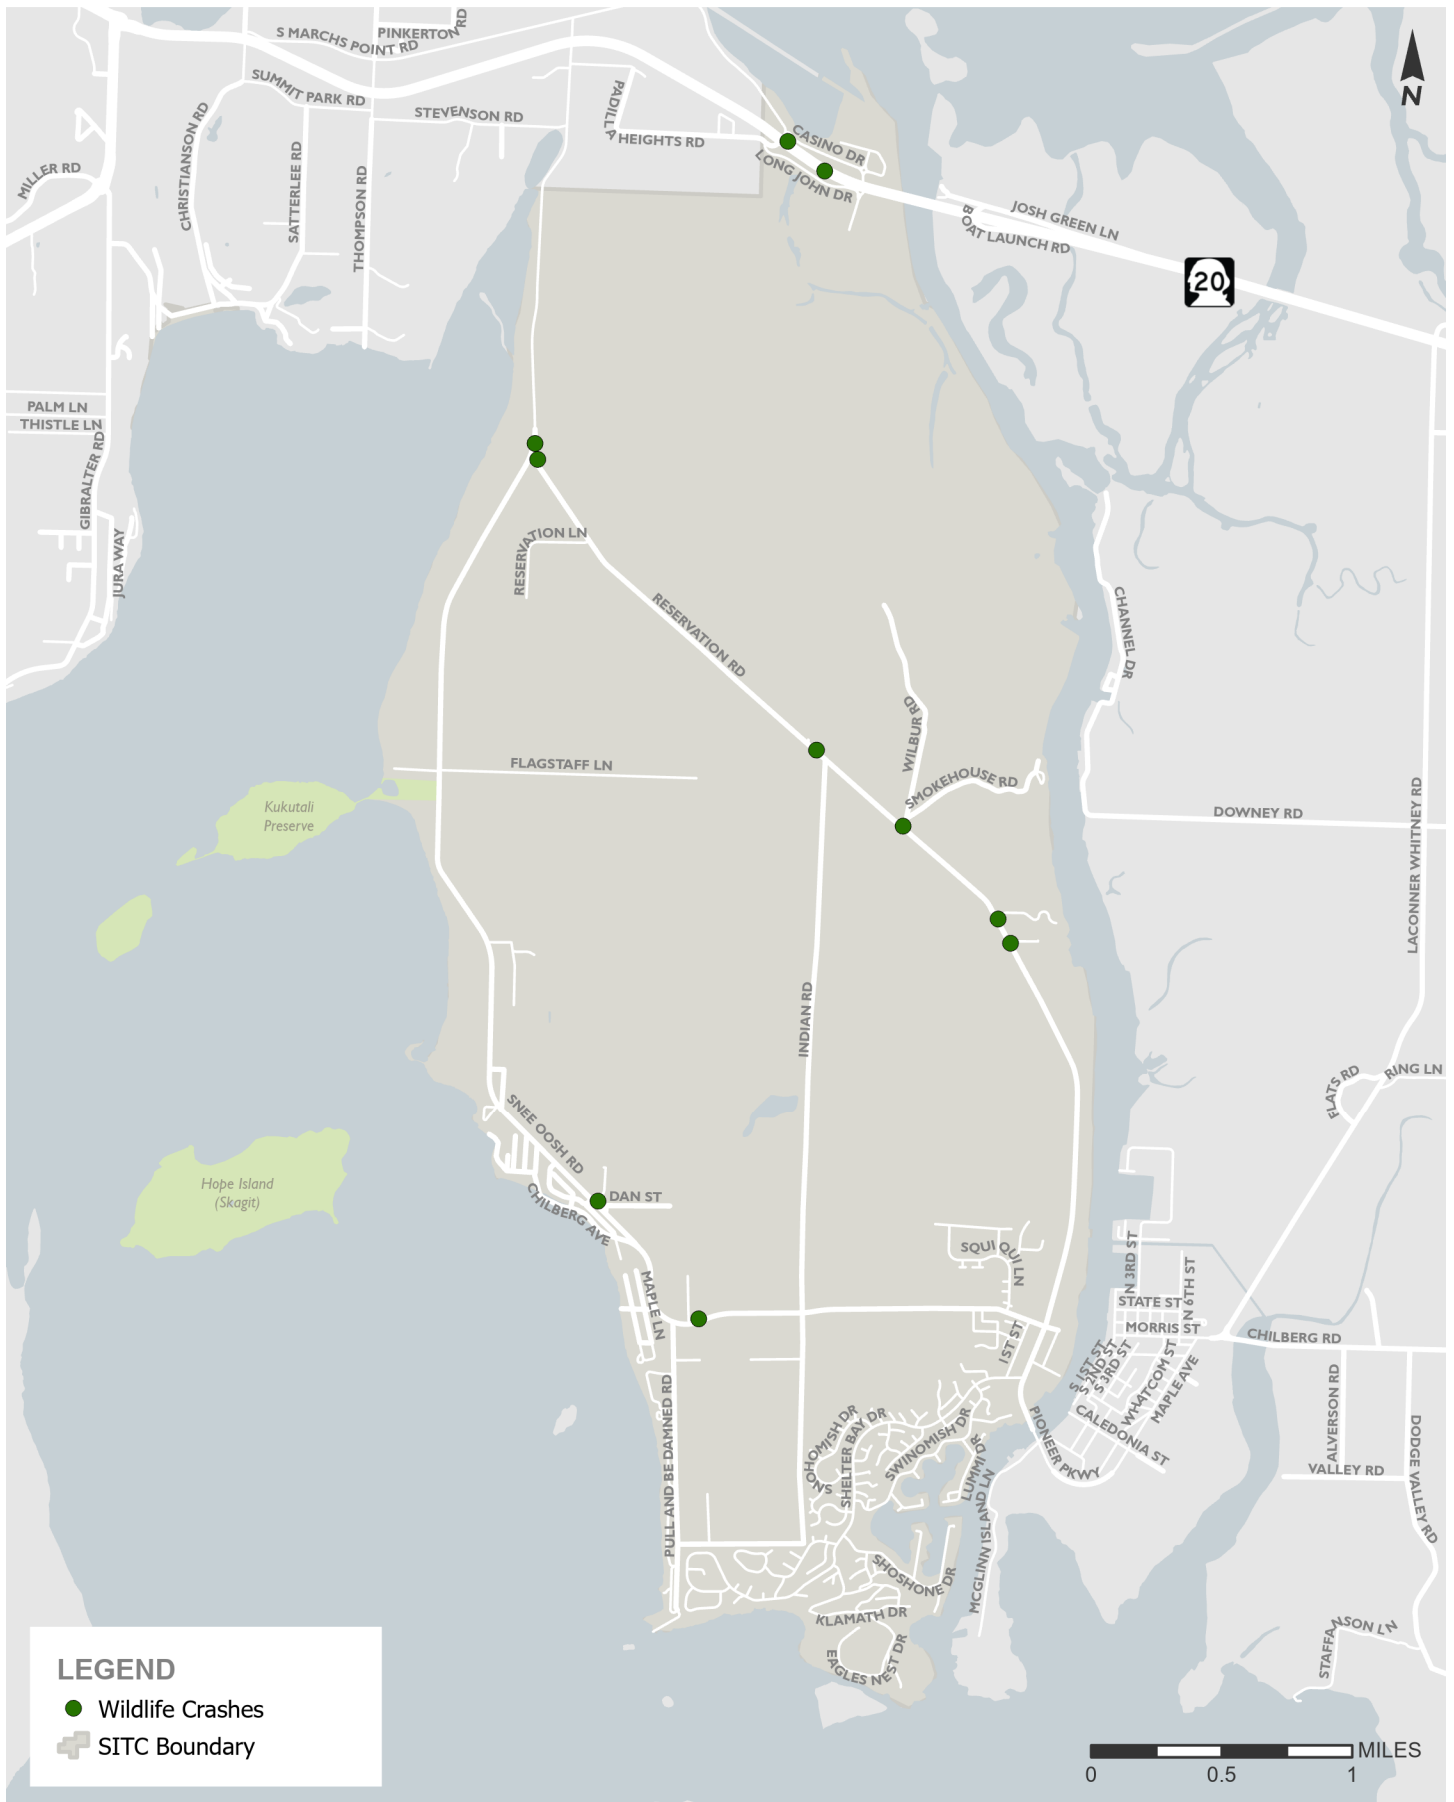 S MARCHS POINT RD
PINKERTON RD
SUMMIT PARK RD
STEVENSON RD
PADILLA HEIGHTS RD
CASINO DR
LONG JOHN DR
N
MILLER RD
CHRISTIANSON RD
SATTERLEE RD
THOMPSON RD
JOSH GREEN LN
BOAT LAUNCH RD
20
PALM LN
THISTLE LN
GIBRALTER RD
JURA WAY
RESERVATION LN
RESERVATION RD
CHANNEL DR
WILBUR RD
SMOKEHOUSE RD
FLAGSTAFF LN
Kukutali
Preserve
DOWNEY RD
LACONNER WHITNEY RD
INDIAN RD
FLATS RD
RING LN
SNEE OOSH RD
Hope Island
(Skagit)
DAN ST
CHILBERG AVE
MAPLE LN
SQUI QUI LN
N 3RD ST
N 6TH ST
STATE ST
MORRIS ST
CHILBERG RD
1ST ST
S 1ST ST
S 2ND ST
S 3RD ST
WHATCOM ST
MAPLE AVE
CALEDONIA ST
PIONEER PKWY
ALVERSON RD
VALLEY RD
DODGE VALLEY RD
PULL AND BE DAMNED RD
SNOHOMISH DR
SHELTER BAY DR
SWINOMISH DR
LUMMI DR
MCGLINN ISLAND LN
SHOSHONE DR
KLAMATH DR
EAGLES NEST DR
STAFFANSON LN
LEGEND
Wildlife Crashes
SITC Boundary
MILES
0 0.5 1